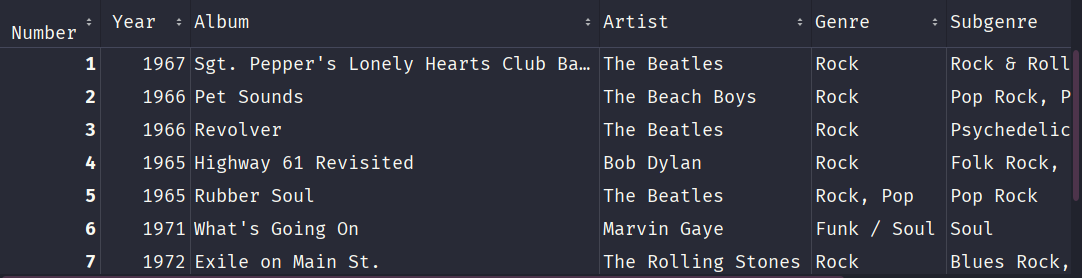 Number Year Album Artist Genre Subgenre
1 1967 Sgt. Pepper's Lonely Hearts Club Ba… The Beatles Rock Rock & Roll
2 1966 Pet Sounds The Beach Boys Rock Pop Rock, P
3 1966 Revolver The Beatles Rock Psychedelic
4 1965 Highway 61 Revisited Bob Dylan Rock Folk Rock,
5 1965 Rubber Soul The Beatles Rock, Pop Pop Rock
6 1971 What's Going On Marvin Gaye Funk / Soul Soul
7 1972 Exile on Main St. The Rolling Stones Rock Blues Rock,